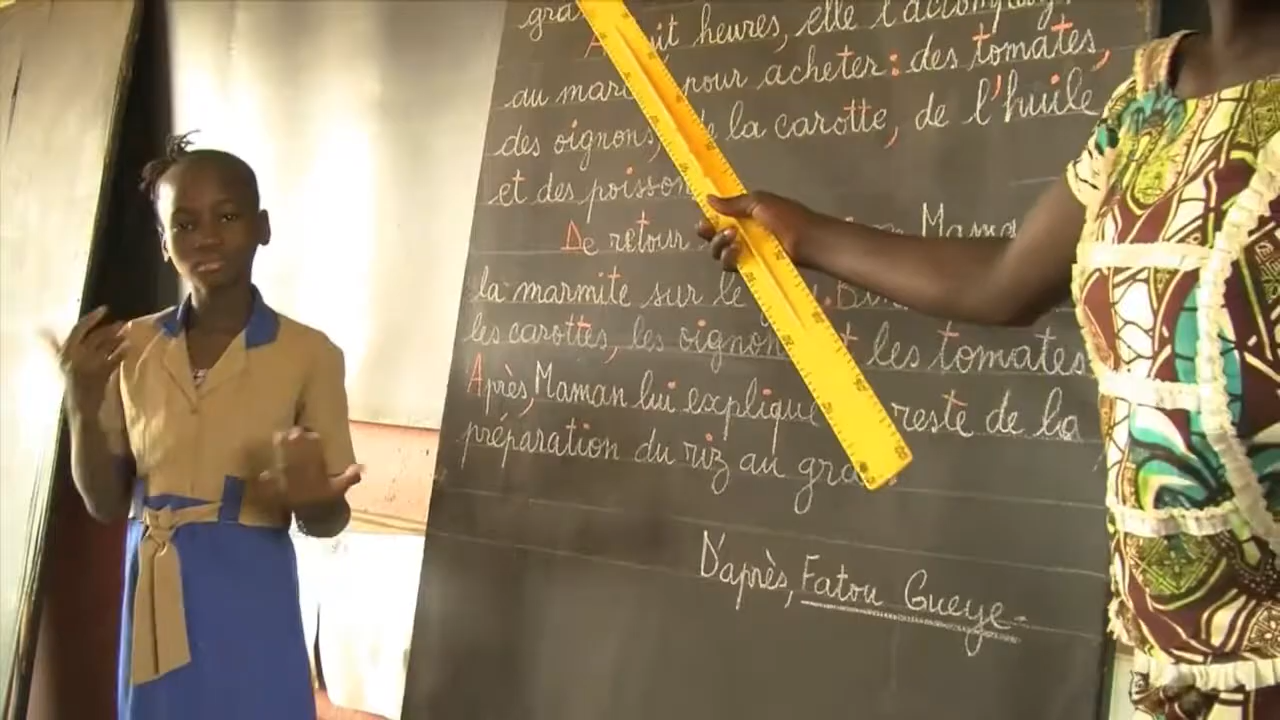 À huit heures, elle l'accompagne
au marché pour acheter: des tomates,
des oignons, de la carotte, de l'huile
et des poissons
De retour Maman
la marmite sur le
les carottes, les oignons et les tomates
Après, Maman lui explique reste de la
préparation du riz au gras
D'après, Fatou Gueye-